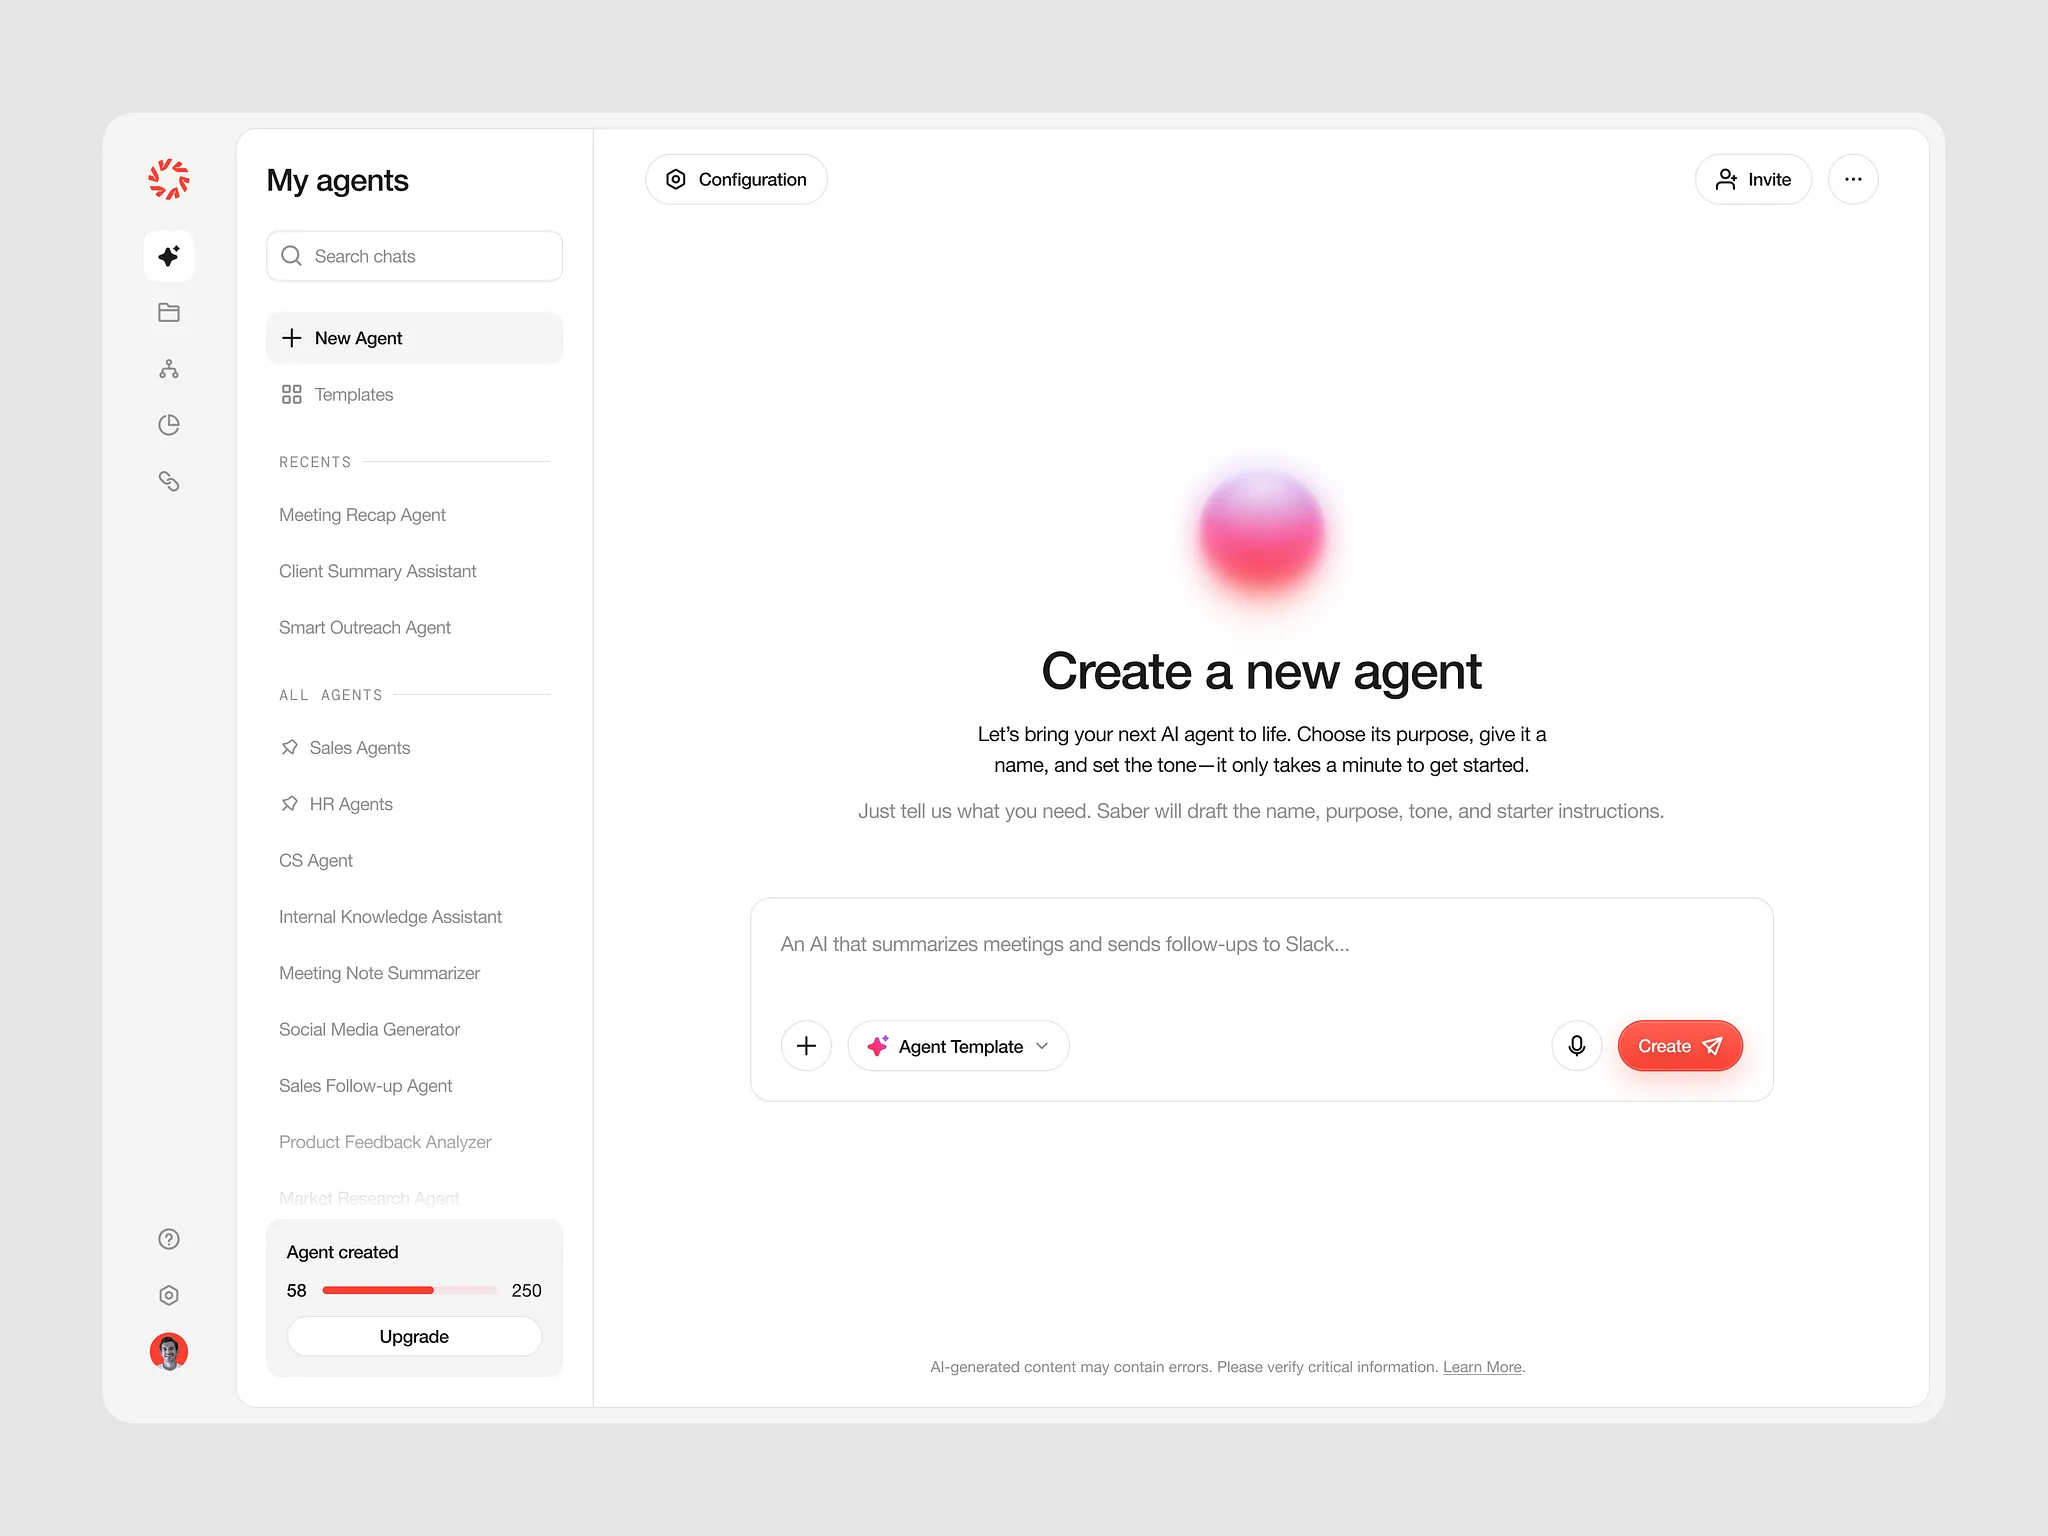 My agents
Search chats
New Agent
Templates
RECENTS
Meeting Recap Agent
Client Summary Assistant
Smart Outreach Agent
ALL AGENTS
Sales Agents
HR Agents
CS Agent
Internal Knowledge Assistant
Meeting Note Summarizer
Social Media Generator
Sales Follow-up Agent
Product Feedback Analyzer
Market Research Agent
Agent created
58 250
Upgrade
Configuration
Invite
Create a new agent
Let’s bring your next AI agent to life. Choose its purpose, give it a
name, and set the tone—it only takes a minute to get started.
Just tell us what you need. Saber will draft the name, purpose, tone, and starter instructions.
An AI that summarizes meetings and sends follow-ups to Slack...
Agent Template
Create
AI-generated content may contain errors. Please verify critical information. Learn More.